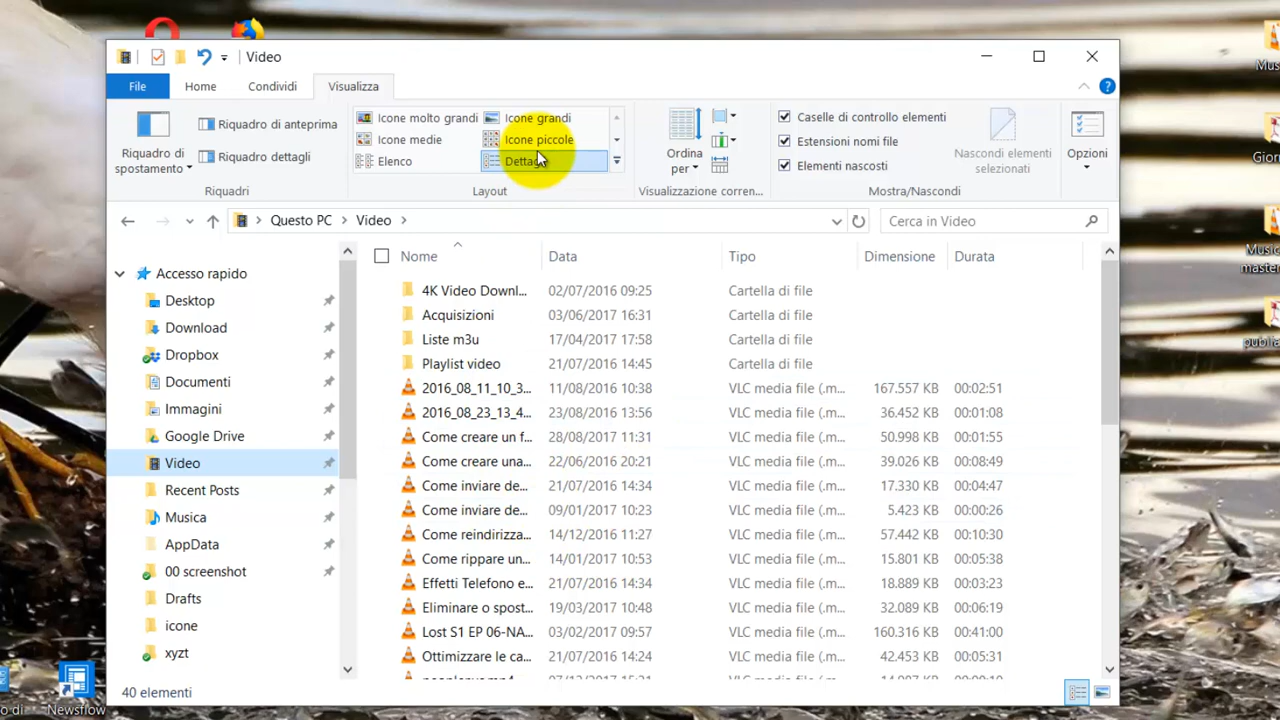 Video
File Home Condividi Visualizza
Riquadro di spostamento
Riquadro di anteprima
Riquadro dettagli
Riquadri
Icone molto grandi Icone grandi
Icone medie Icone piccole
Elenco
Layout
Ordina per
Visualizzazione corren...
Caselle di controllo elementi
Estensioni nomi file
Elementi nascosti
Nascondi elementi selezionati
Mostra/Nascondi
Opzioni
Questo PC Video
Cerca in Video
Accesso rapido
Desktop
Download
Dropbox
Documenti
Immagini
Google Drive
Video
Recent Posts
Musica
AppData
00 screenshot
Drafts
icone
xyzt
Nome Data Tipo Dimensione Durata
4K Video Downl... 02/07/2016 09:25 Cartella di file
Acquisizioni 03/06/2017 16:31 Cartella di file
Liste m3u 17/04/2017 17:58 Cartella di file
Playlist video 21/07/2016 14:45 Cartella di file
2016_08_11_10_3... 11/08/2016 10:38 VLC media file (.m... 167.557 KB 00:02:51
2016_08_23_13_4... 23/08/2016 13:56 VLC media file (.m... 36.452 KB 00:01:08
Come creare un f... 28/08/2017 11:31 VLC media file (.m... 50.998 KB 00:01:55
Come creare una... 22/06/2016 20:21 VLC media file (.m... 39.026 KB 00:08:49
Come inviare de... 21/07/2016 14:34 VLC media file (.m... 17.330 KB 00:04:47
Come inviare de... 09/01/2017 10:23 VLC media file (.m... 5.423 KB 00:00:26
Come reindirizza... 14/12/2016 11:27 VLC media file (.m... 57.442 KB 00:10:30
Come rippare un... 14/01/2017 10:53 VLC media file (.m... 15.801 KB 00:05:38
Effetti Telefono e... 21/07/2016 14:34 VLC media file (.m... 18.889 KB 00:03:23
Eliminare o spost... 19/03/2017 10:48 VLC media file (.m... 32.089 KB 00:06:19
Lost S1 EP 06-NA... 03/02/2017 09:57 VLC media file (.m... 160.316 KB 00:41:00
Ottimizzare le ca... 21/07/2016 14:24 VLC media file (.m... 42.453 KB 00:05:31
40 elementi
Newsflow